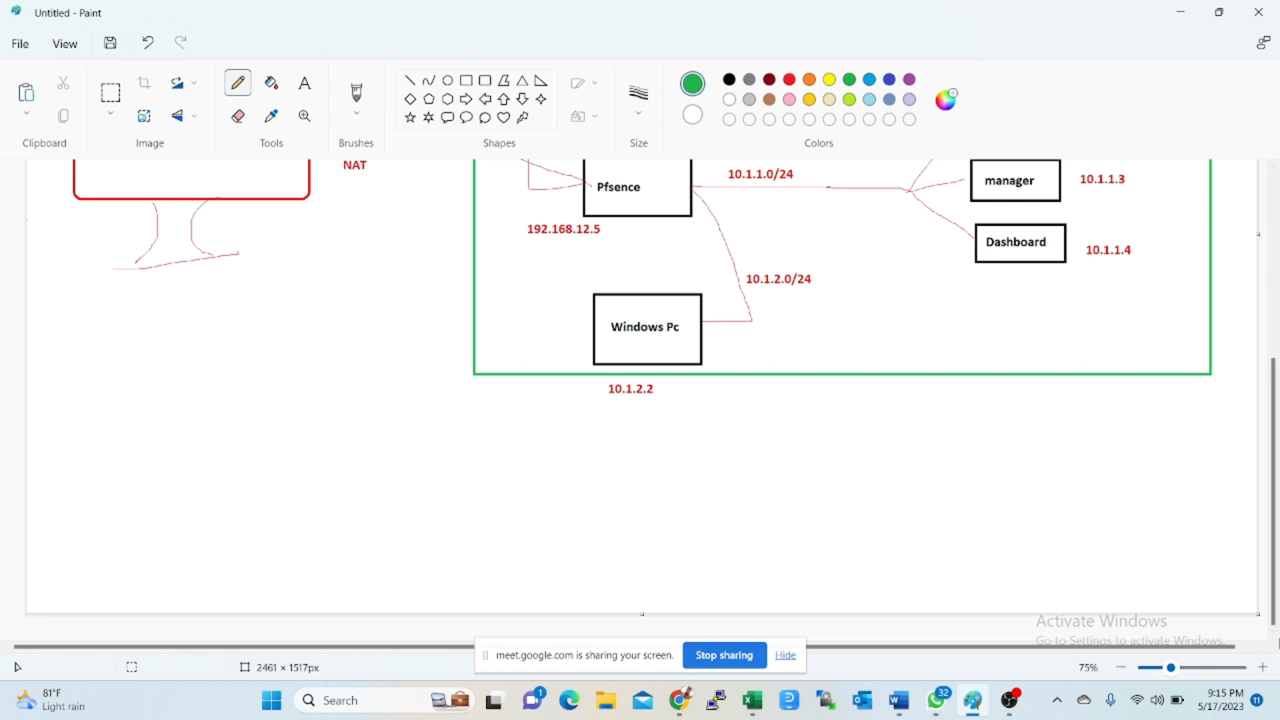 Untitled - Paint
File
View
Clipboard
Image
Tools
Brushes
Shapes
Size
Colors
NAT
10.1.1.0/24
Pfsence
manager
10.1.1.3
192.168.12.5
Dashboard
10.1.1.4
10.1.2.0/24
Windows Pc
10.1.2.2
Activate Windows
Go to Settings to activate Windows.
meet.google.com is sharing your screen.
Stop sharing
Hide
2461 × 1517px
75%
81°F
Light rain
Search
1
32
9:15 PM
5/17/2023
11